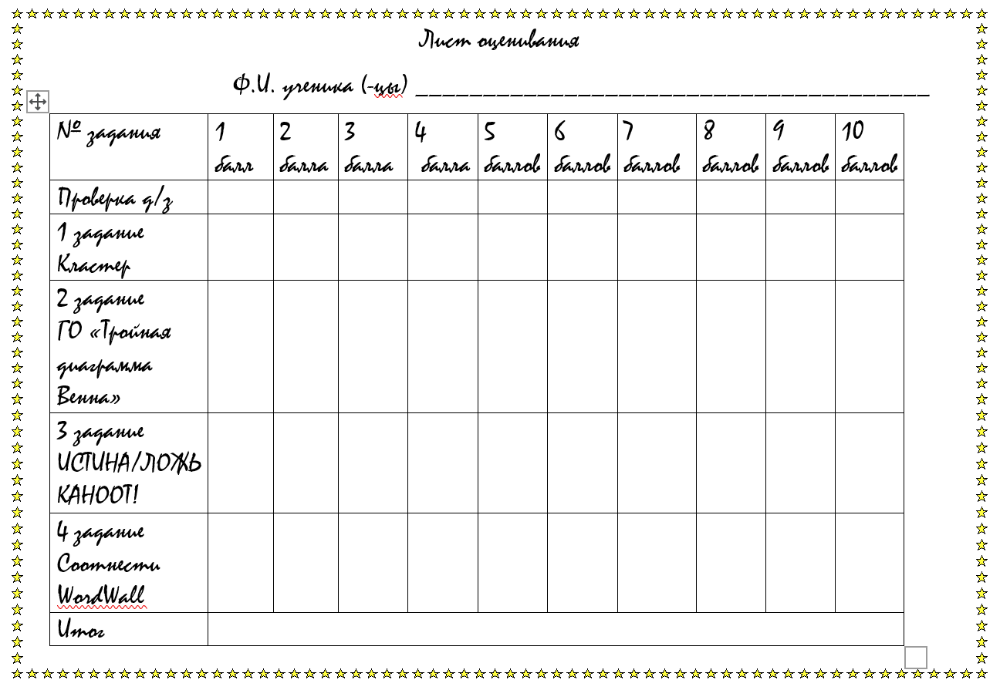 Лист оценивания
Ф.И. ученика (-цы) ______________________________________
№ задания 1 балл 2 балла 3 балла 4 балла 5 баллов 6 баллов 7 баллов 8 баллов 9 баллов 10 баллов
Проверка д/з
1 задание
Кластер
2 задание
ГО «Тройная
диаграмма
Венна»
3 задание
ИСТИНА/ЛОЖЬ
КАНООТ!
4 задание
Соотнести
WordWall
Итог